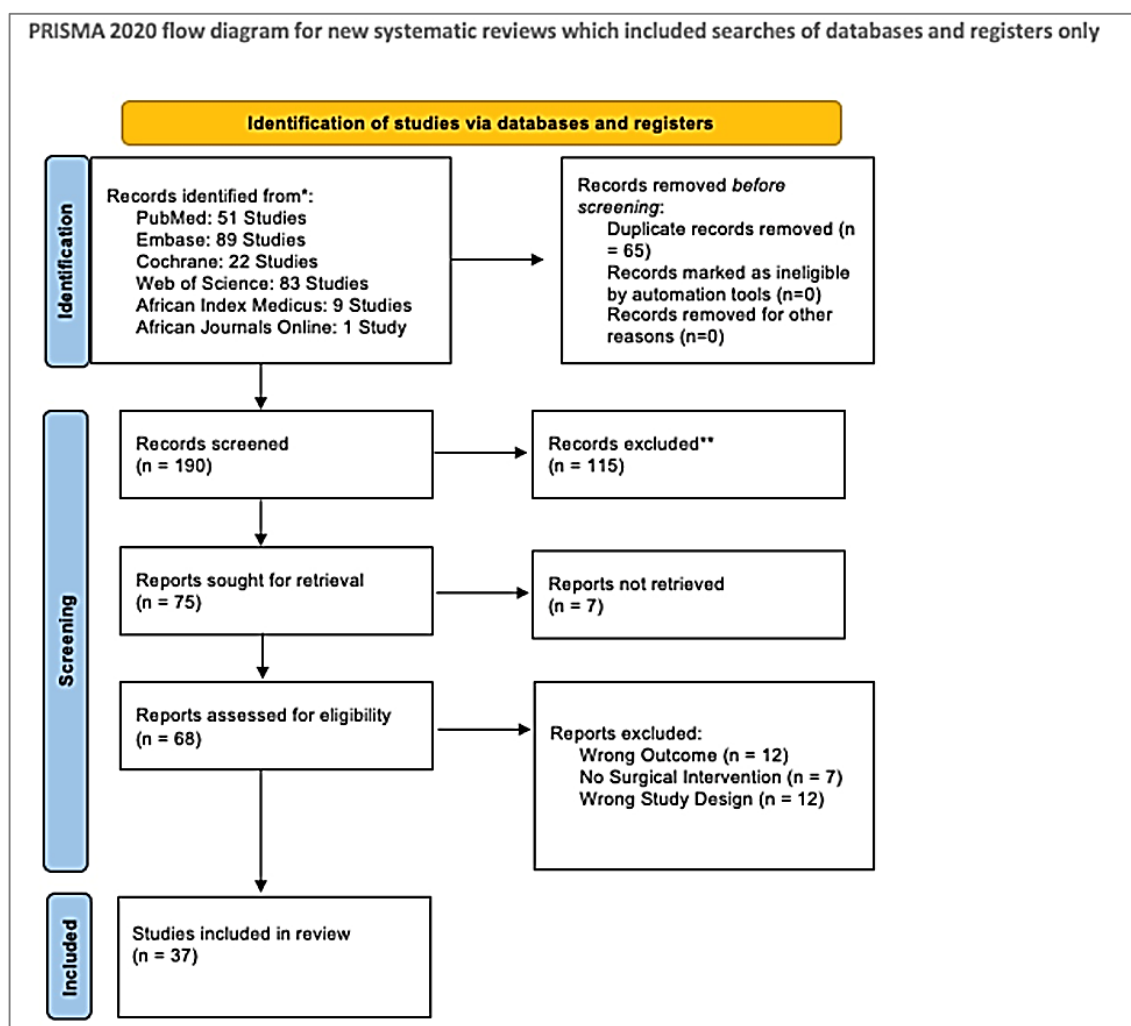 PRISMA 2020 flow diagram for new systematic reviews which included searches of databases and registers only
Identification of studies via databases and registers
Identification
Records identified from*:
PubMed: 51 Studies
Embase: 89 Studies
Cochrane: 22 Studies
Web of Science: 83 Studies
African Index Medicus: 9 Studies
African Journals Online: 1 Study
Records removed before
screening:
Duplicate records removed (n
= 65)
Records marked as ineligible
by automation tools (n=0)
Records removed for other
reasons (n=0)
Screening
Records screened
(n = 190)
Records excluded**
(n = 115)
Reports sought for retrieval
(n = 75)
Reports not retrieved
(n = 7)
Reports assessed for eligibility
(n = 68)
Reports excluded:
Wrong Outcome (n = 12)
No Surgical Intervention (n = 7)
Wrong Study Design (n = 12)
Included
Studies included in review
(n = 37)